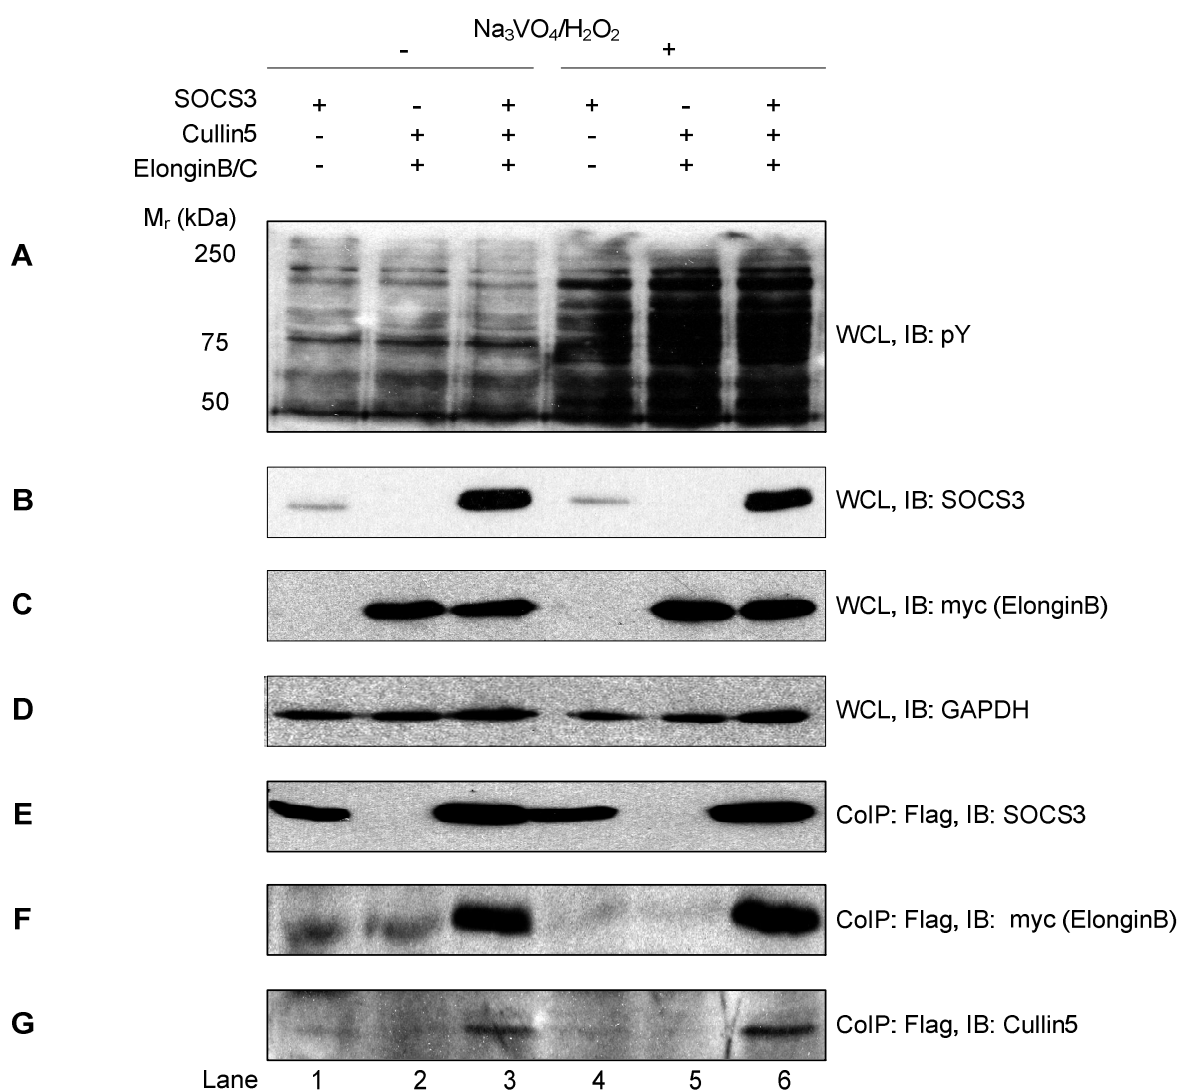 Na₃VO₄/H₂O₂
- +
SOCS3 + - + + - +
Cullin5 - + + - + +
ElonginB/C - + + - + +
Mᵣ (kDa)
A 250
75 WCL, IB: pY
50
B WCL, IB: SOCS3
C WCL, IB: myc (ElonginB)
D WCL, IB: GAPDH
E CoIP: Flag, IB: SOCS3
F CoIP: Flag, IB: myc (ElonginB)
G CoIP: Flag, IB: Cullin5
Lane 1 2 3 4 5 6